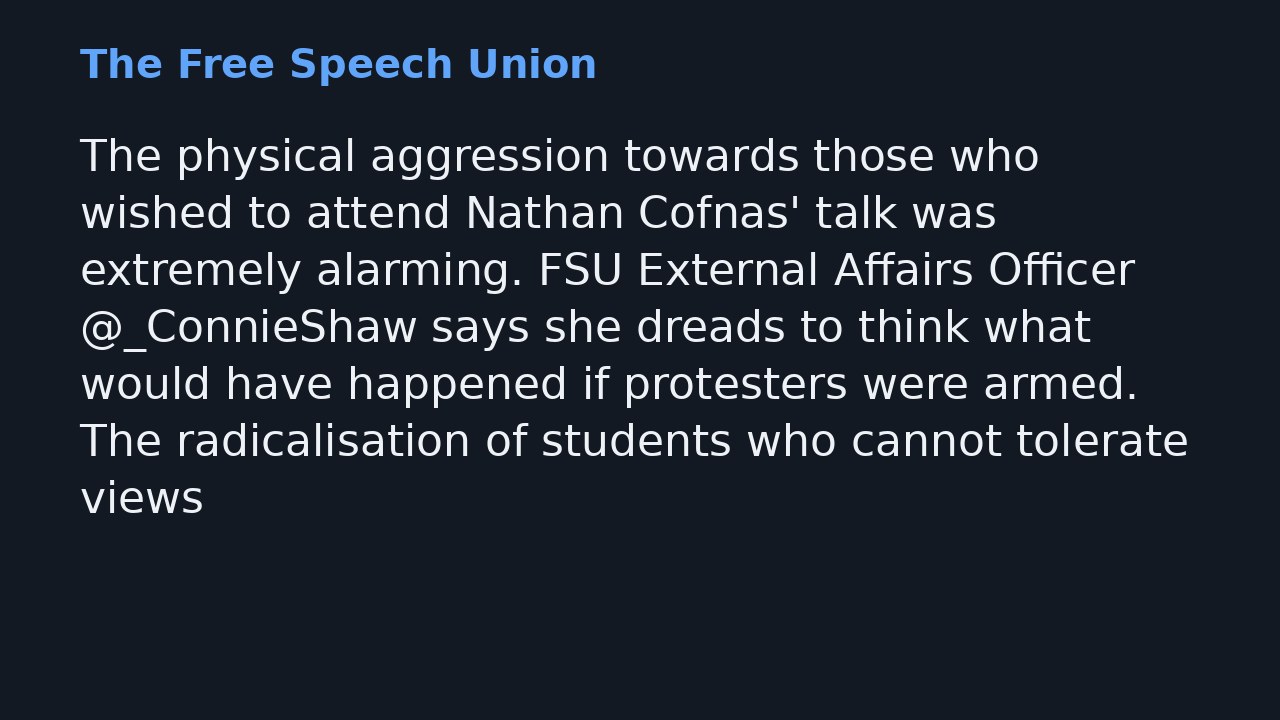 The Free Speech Union
The physical aggression towards those who
wished to attend Nathan Cofnas' talk was
extremely alarming. FSU External Affairs Officer
@_ConnieShaw says she dreads to think what
would have happened if protesters were armed.
The radicalisation of students who cannot tolerate
views